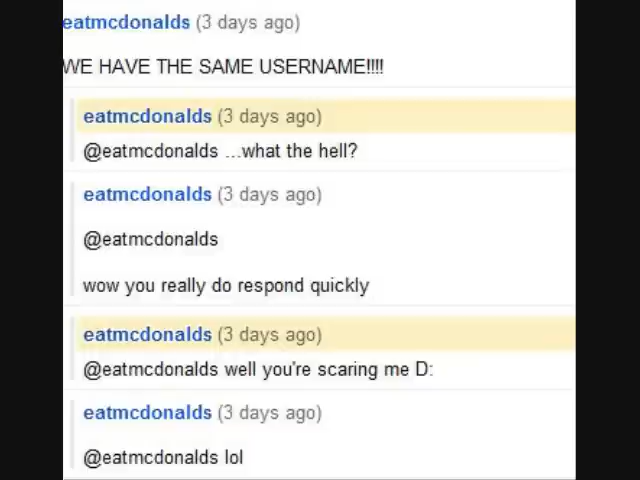 eatmcdonalds (3 days ago)
WE HAVE THE SAME USERNAME!!!!
eatmcdonalds (3 days ago)
@eatmcdonalds ...what the hell?
eatmcdonalds (3 days ago)
@eatmcdonalds
wow you really do respond quickly
eatmcdonalds (3 days ago)
@eatmcdonalds well you're scaring me D:
eatmcdonalds (3 days ago)
@eatmcdonalds lol